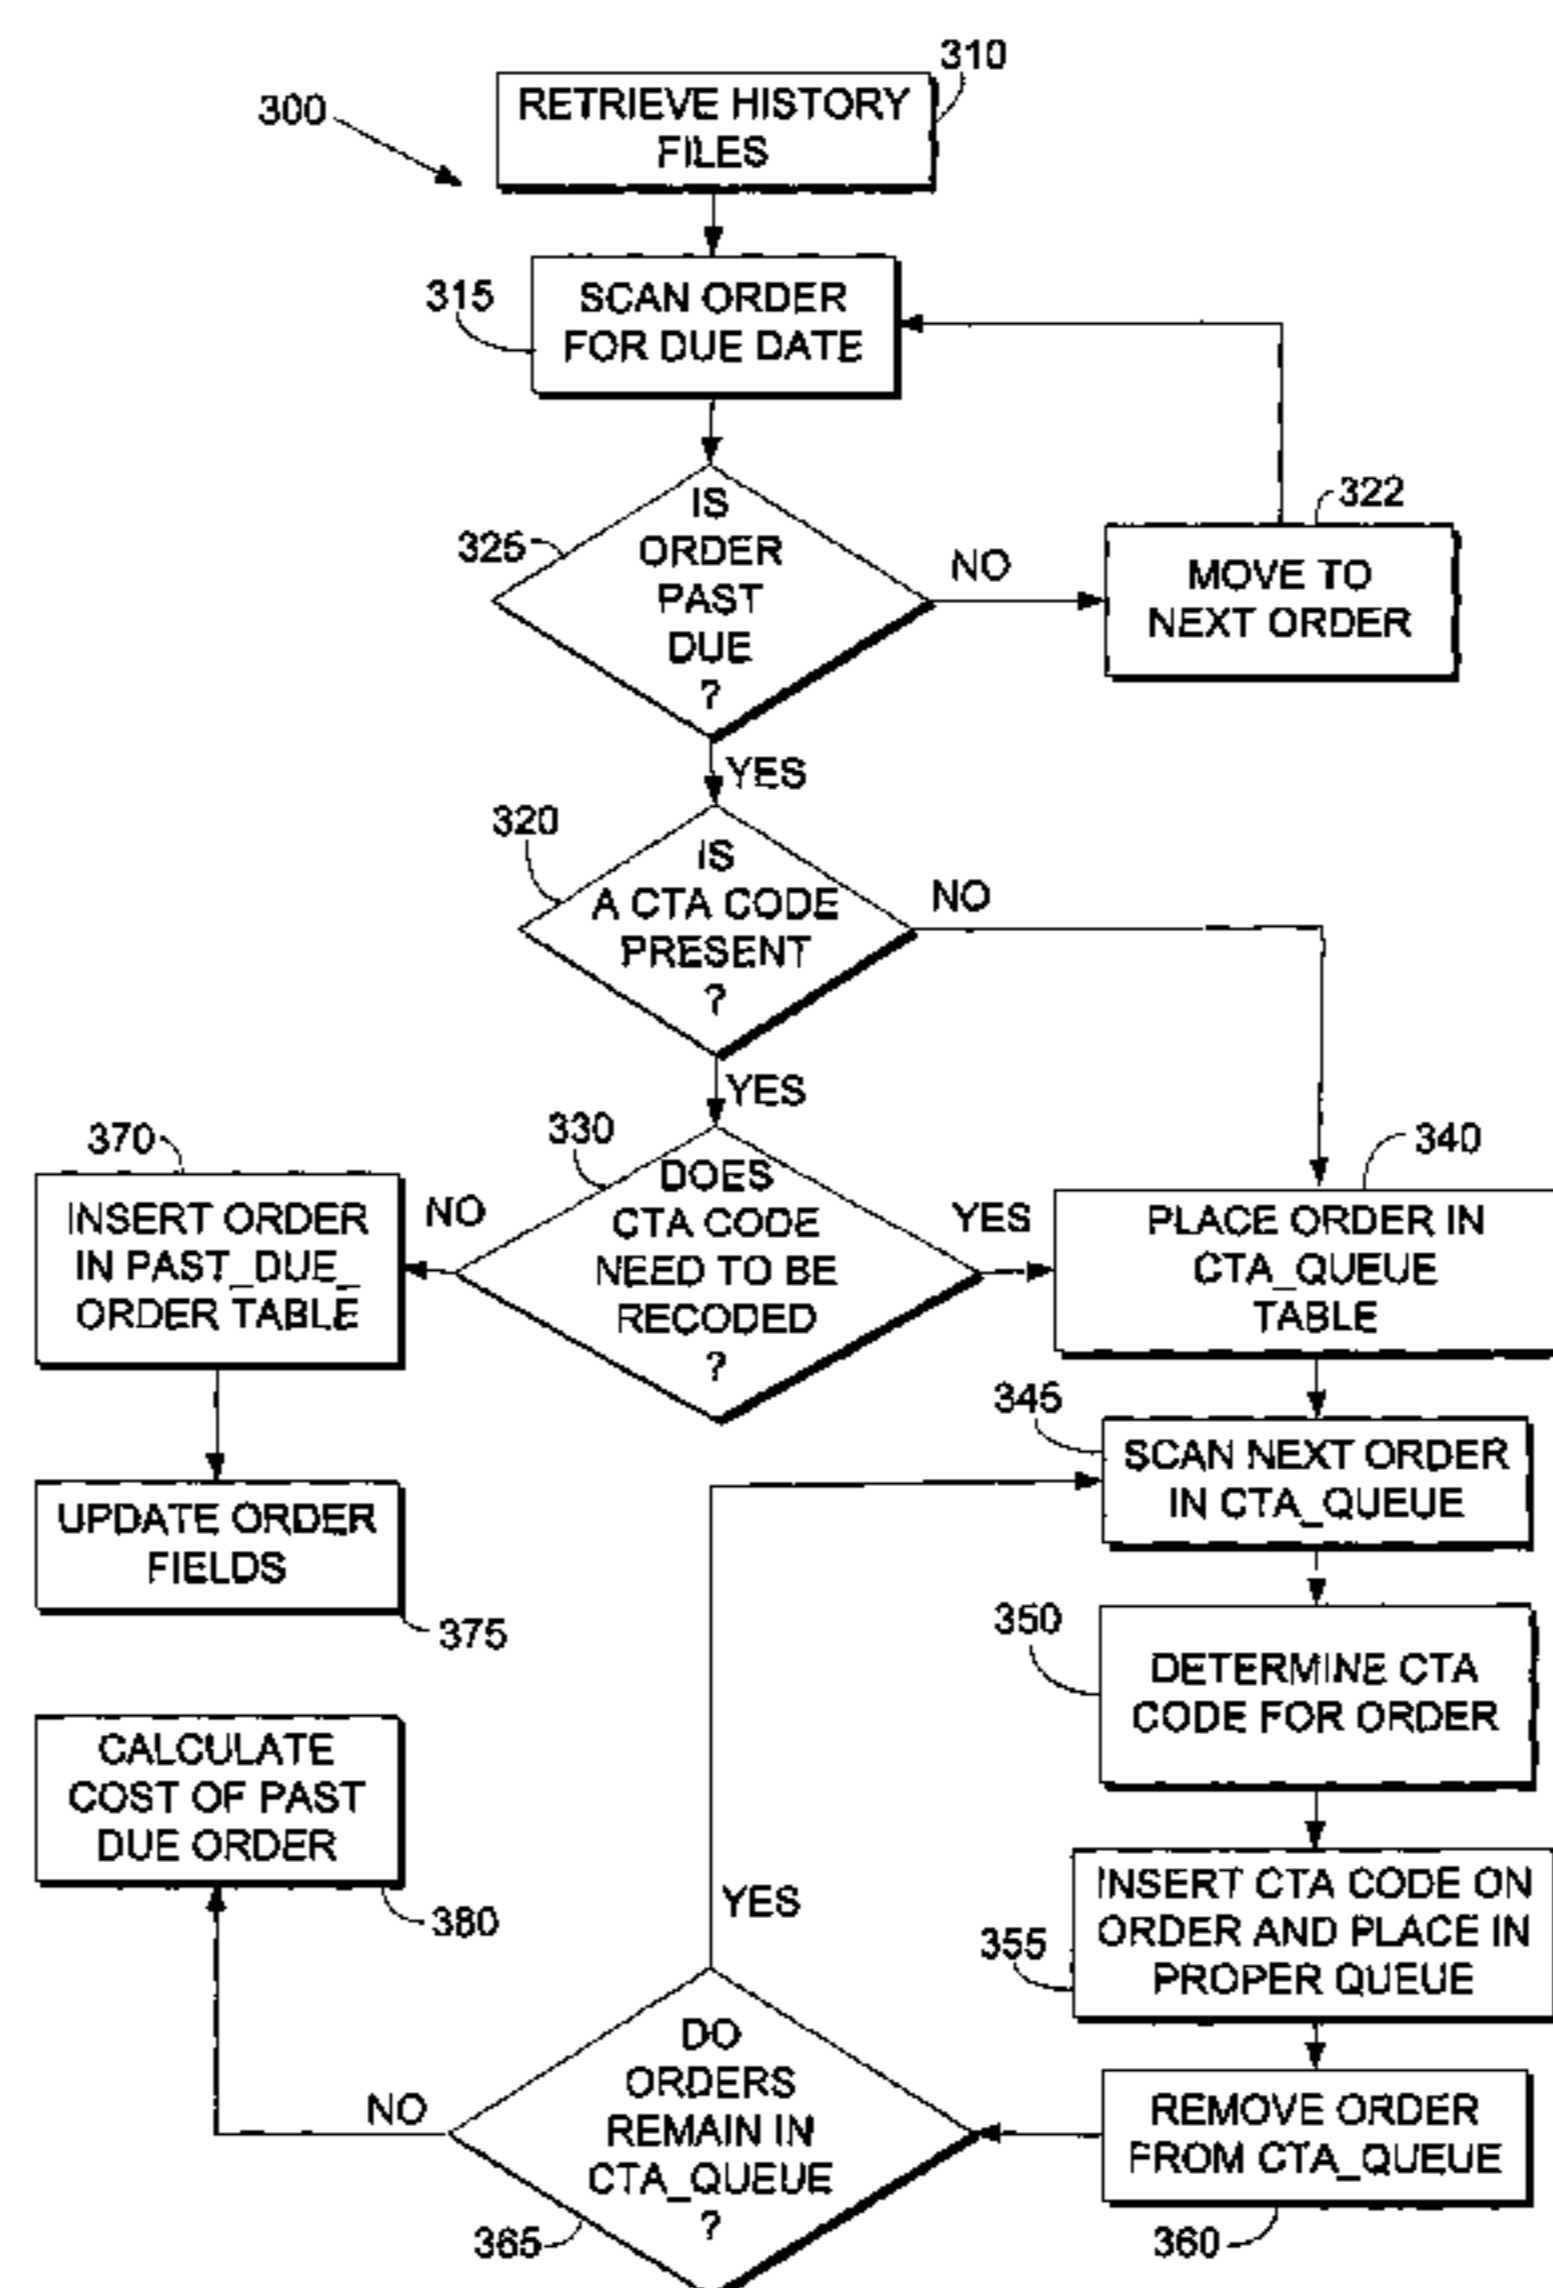 310
300
RETRIEVE HISTORY
FILES
315
SCAN ORDER
FOR DUE DATE
322
325
IS
ORDER
PAST
DUE
?
NO
MOVE TO
NEXT ORDER
YES
320
IS
A CTA CODE
PRESENT
?
NO
YES
330
370
340
DOES
CTA CODE
NEED TO BE
RECODED
?
NO
YES
INSERT ORDER
IN PAST_DUE_
ORDER TABLE
PLACE ORDER IN
CTA_QUEUE
TABLE
345
SCAN NEXT ORDER
IN CTA_QUEUE
UPDATE ORDER
FIELDS
375
350
DETERMINE CTA
CODE FOR ORDER
CALCULATE
COST OF PAST
DUE ORDER
380
YES
355
INSERT CTA CODE ON
ORDER AND PLACE IN
PROPER QUEUE
DO
ORDERS
REMAIN IN
CTA_QUEUE
?
NO
365
REMOVE ORDER
FROM CTA_QUEUE
360